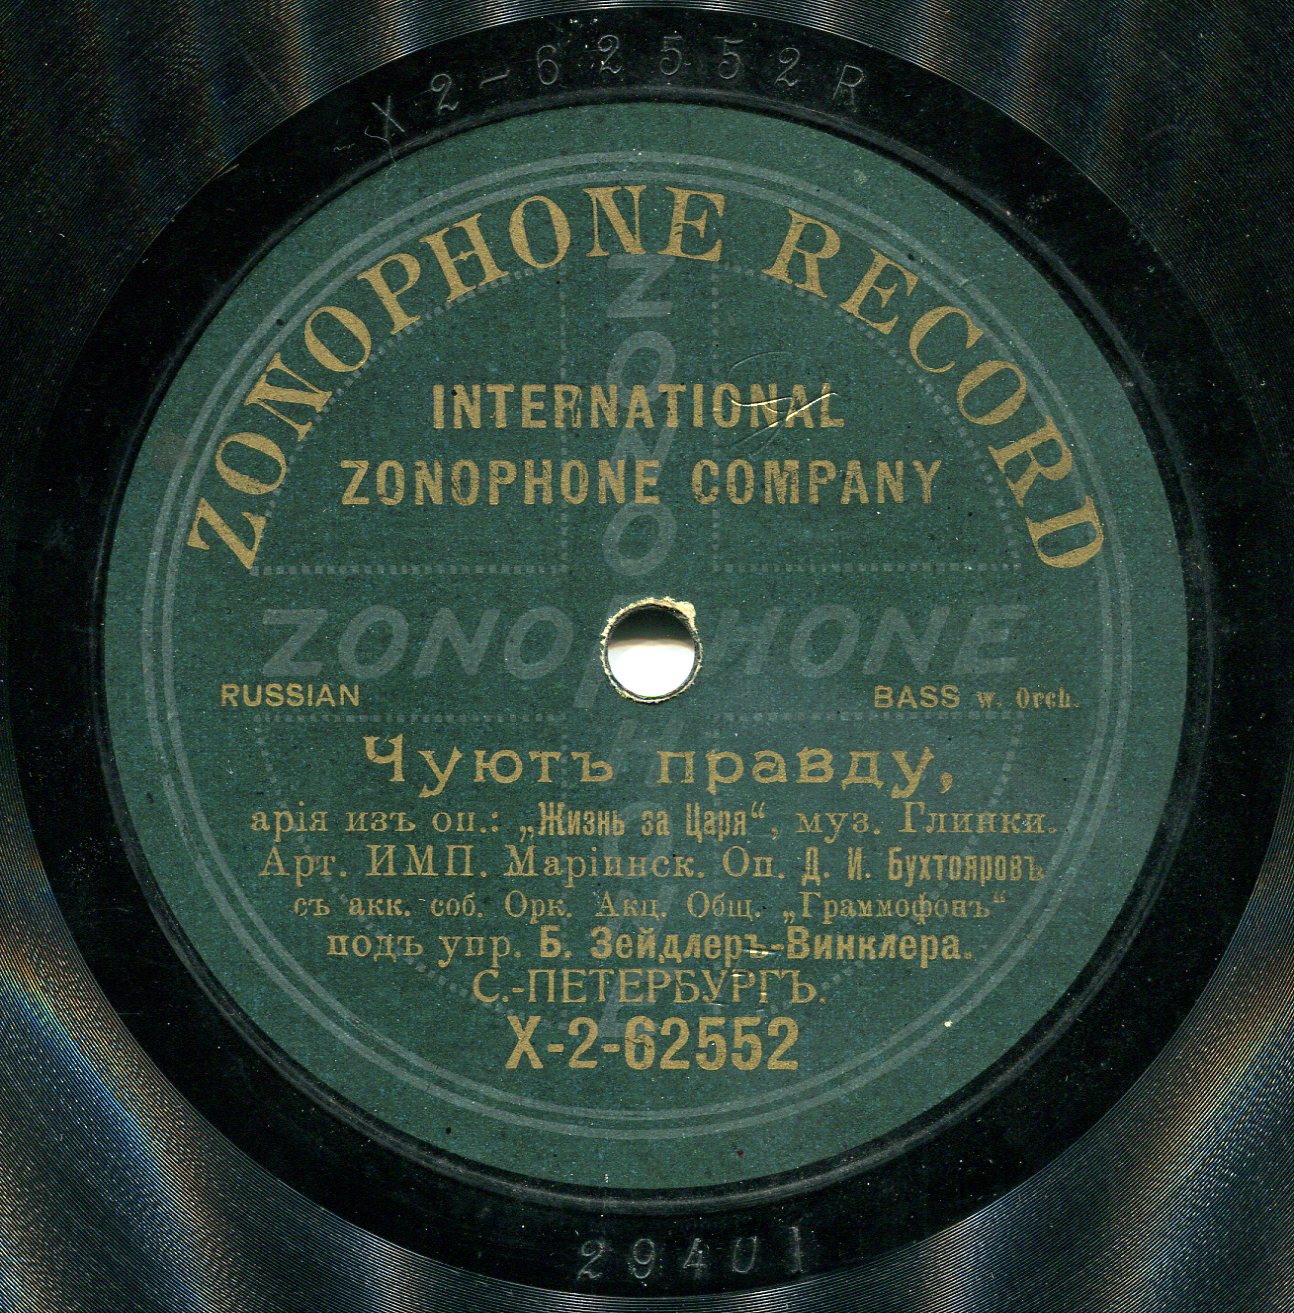 X 2-62552R
ZONOPHONE RECORD
INTERNATIONAL
ZONOPHONE COMPANY
ZONOPHONE
ZONOPHONE
RUSSIAN BASS w. Orch.
Чуютъ правду,
арія изъ оп.: „Жизнь за Царя“, муз. Глинки.
Арт. ИМП. Маріинск. Оп. Д. И. Бухтояровъ
съ акк. соб. Орк. Акц. Общ. „Граммофонъ“
подъ упр. Б. Зейдлеръ-Винклера.
С.-ПЕТЕРБУРГЪ.
X-2-62552
29401